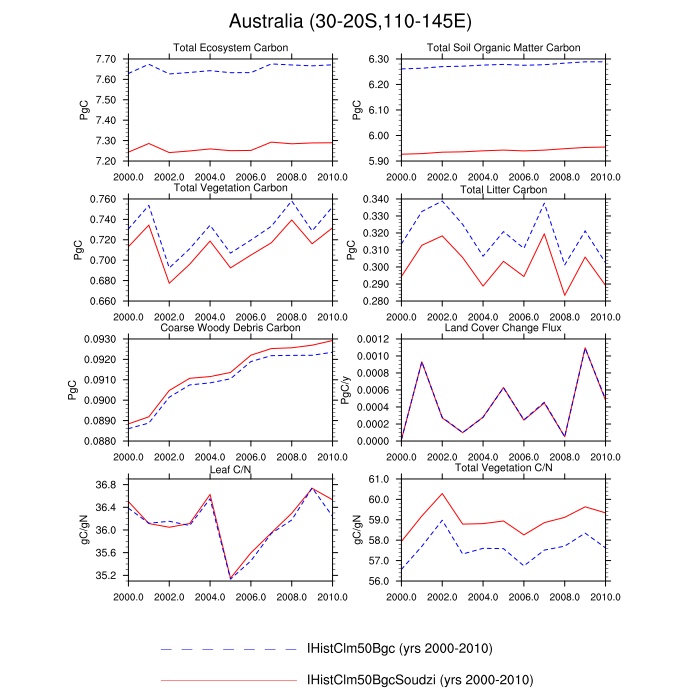 Australia (30-20S,110-145E)
Total Ecosystem Carbon
7.70
7.60
7.50
7.40
7.30
7.20
PgC
2000.0 2002.0 2004.0 2006.0 2008.0 2010.0
Total Soil Organic Matter Carbon
6.30
6.20
6.10
6.00
5.90
PgC
2000.0 2002.0 2004.0 2006.0 2008.0 2010.0
Total Vegetation Carbon
0.760
0.740
0.720
0.700
0.680
0.660
PgC
2000.0 2002.0 2004.0 2006.0 2008.0 2010.0
Total Litter Carbon
0.340
0.330
0.320
0.310
0.300
0.290
0.280
PgC
2000.0 2002.0 2004.0 2006.0 2008.0 2010.0
Coarse Woody Debris Carbon
0.0930
0.0920
0.0910
0.0900
0.0890
0.0880
PgC
2000.0 2002.0 2004.0 2006.0 2008.0 2010.0
Land Cover Change Flux
0.0012
0.0010
0.0008
0.0006
0.0004
0.0002
0.0000
PgC/y
2000.0 2002.0 2004.0 2006.0 2008.0 2010.0
Leaf C/N
36.8
36.4
36.0
35.6
35.2
gC/gN
2000.0 2002.0 2004.0 2006.0 2008.0 2010.0
Total Vegetation C/N
61.0
60.0
59.0
58.0
57.0
56.0
gC/gN
2000.0 2002.0 2004.0 2006.0 2008.0 2010.0
IHistClm50Bgc (yrs 2000-2010)
IHistClm50BgcSoudzi (yrs 2000-2010)